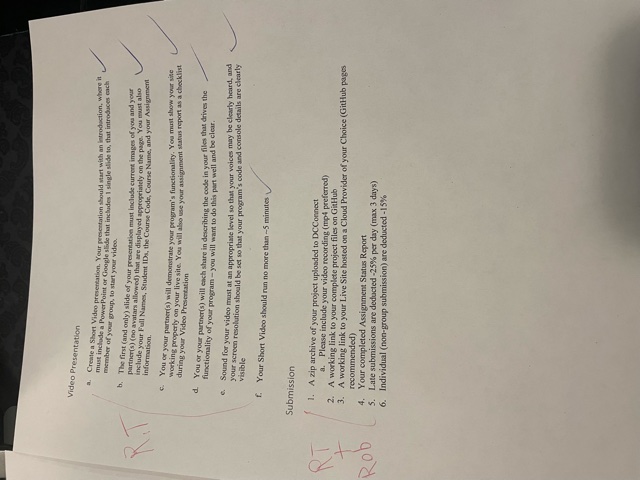 Video Presentation
a. Create a Short Video presentation. Your presentation should start with an introduction, where it
must include a PowerPoint or Google slide that includes 1 single slide to, that introduces each
member of your group, to start your video.
b. The first (and only) slide of your presentation must include current images of you and your
partner(s) (no avatars allowed) that are displayed appropriately on the page. You must also
include your Full Names, Student IDs, the Course Code, Course Name, and your Assignment
information.
R.T
c. You or your partner(s) will demonstrate your program's functionality. You must show your site
working properly on your live site. You will also use your assignment status report as a checklist
during your Video Presentation
d. You or your partner(s) will each share in describing the code in your files that drives the
functionality of your program – you will want to do this part well and be clear.
e. Sound for your video must at an appropriate level so that your voices may be clearly heard, and
your screen resolution should be set so that your program's code and console details are clearly
visible
f. Your Short Video should run no more than ~5 minutes
Submission
1. A zip archive of your project uploaded to DCConnect
a. Please include your video recording (mp4 preferred)
2. A working link to your complete project files on GitHub
3. A working link to your Live Site hosted on a Cloud Provider of your Choice (GitHub pages
recommended)
4. Your completed Assignment Status Report
5. Late submissions are deducted -25% per day (max 3 days)
6. Individual (non-group submission) are deducted -15%
RT
+
Rob